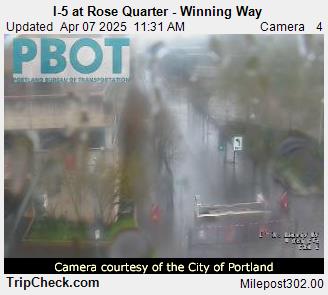 I-5 at Rose Quarter - Winning Way
Updated Apr 07 2025 11:31 AM Camera 4
PBOT
PORTLAND BUREAU OF TRANSPORTATION
Camera courtesy of the City of Portland
TripCheck.com Milepost302.00